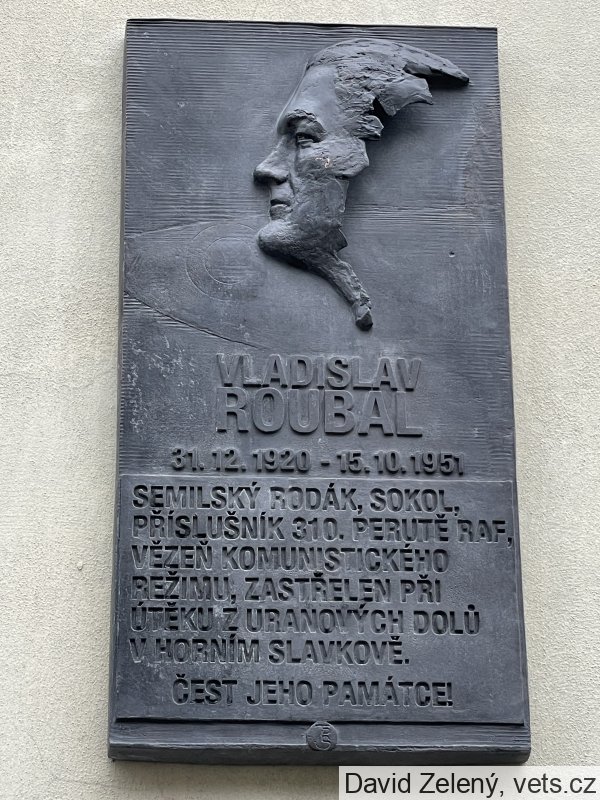 VLADISLAV
ROUBAL
31. 12. 1920 - 15. 10. 1951
SEMILSKÝ RODÁK, SOKOL,
PŘÍSLUŠNÍK 310. PERUTĚ RAF,
VĚZEŇ KOMUNISTICKÉHO
REŽIMU, ZASTŘELEN PŘI
ÚTĚKU Z URANOVÝCH DOLŮ
V HORNÍM SLAVKOVĚ.
ČEST JEHO PAMÁTCE!
David Zelený, vets.cz